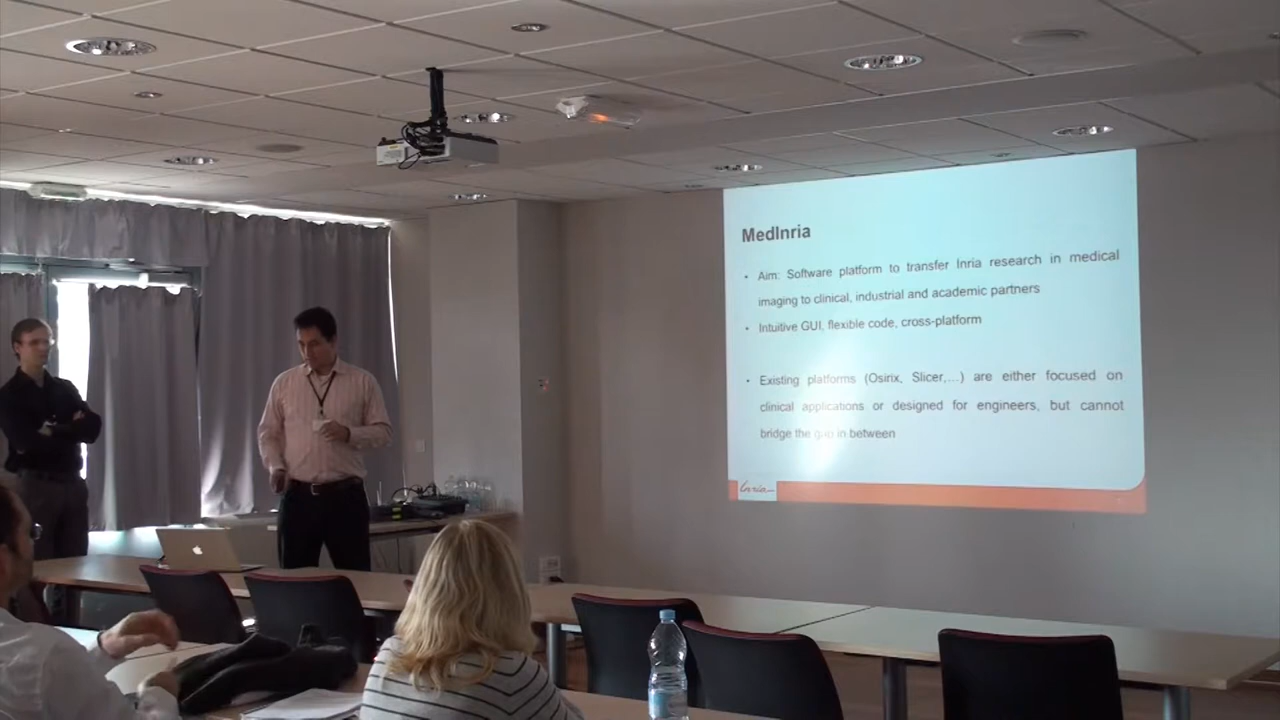 MedInria
• Aim: Software platform to transfer Inria research in medical
imaging to clinical, industrial and academic partners
• Intuitive GUI, flexible code, cross-platform
• Existing platforms (Osirix, Slicer,...) are either focused on
clinical applications or designed for engineers, but cannot
bridge the gap in between
Inria